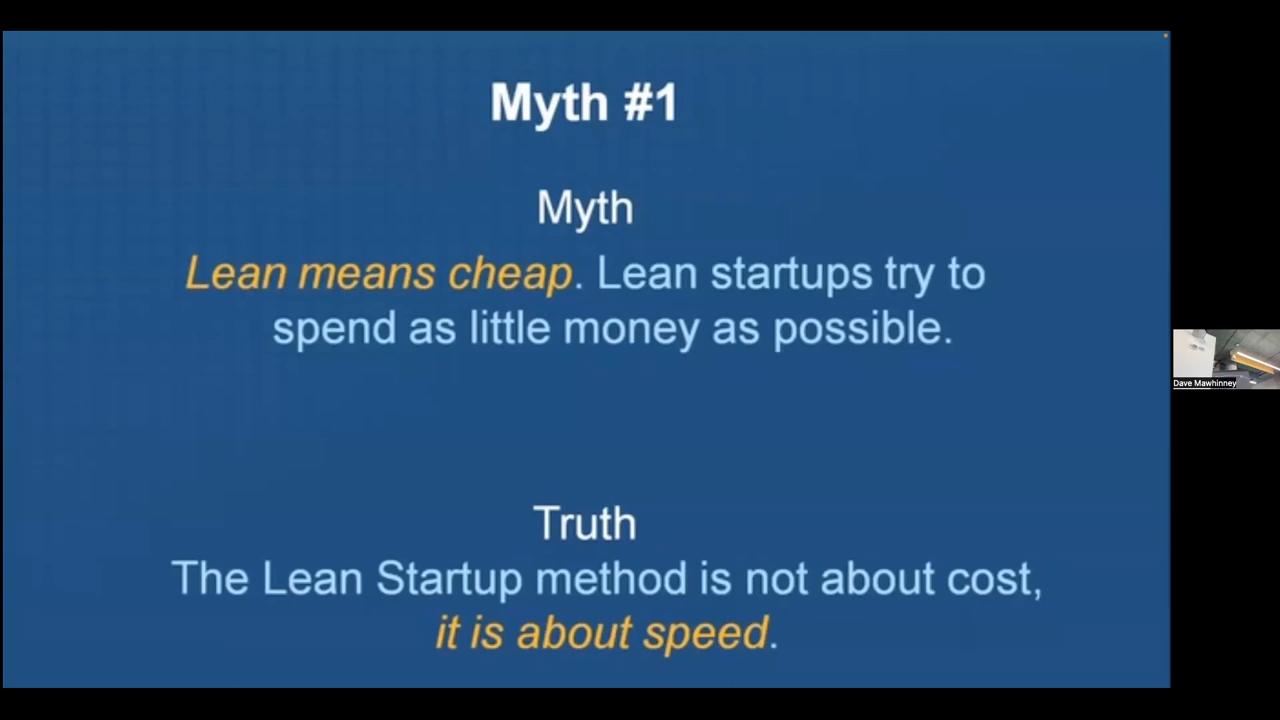 Myth #1
Myth
Lean means cheap. Lean startups try to
spend as little money as possible.
Truth
The Lean Startup method is not about cost,
it is about speed.
Dave Mawhinney